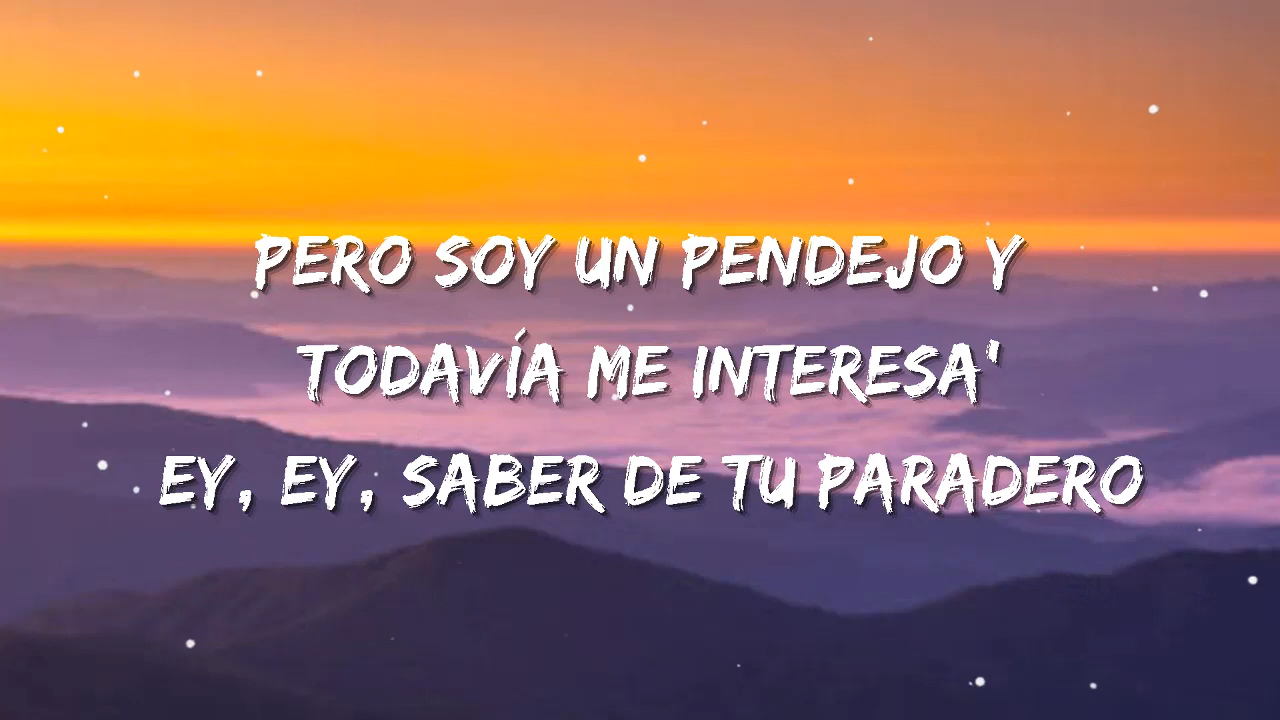 PERO SOY UN PENDEJO Y
TODAVÍA ME INTERESA'
EY, EY, SABER DE TU PARADERO